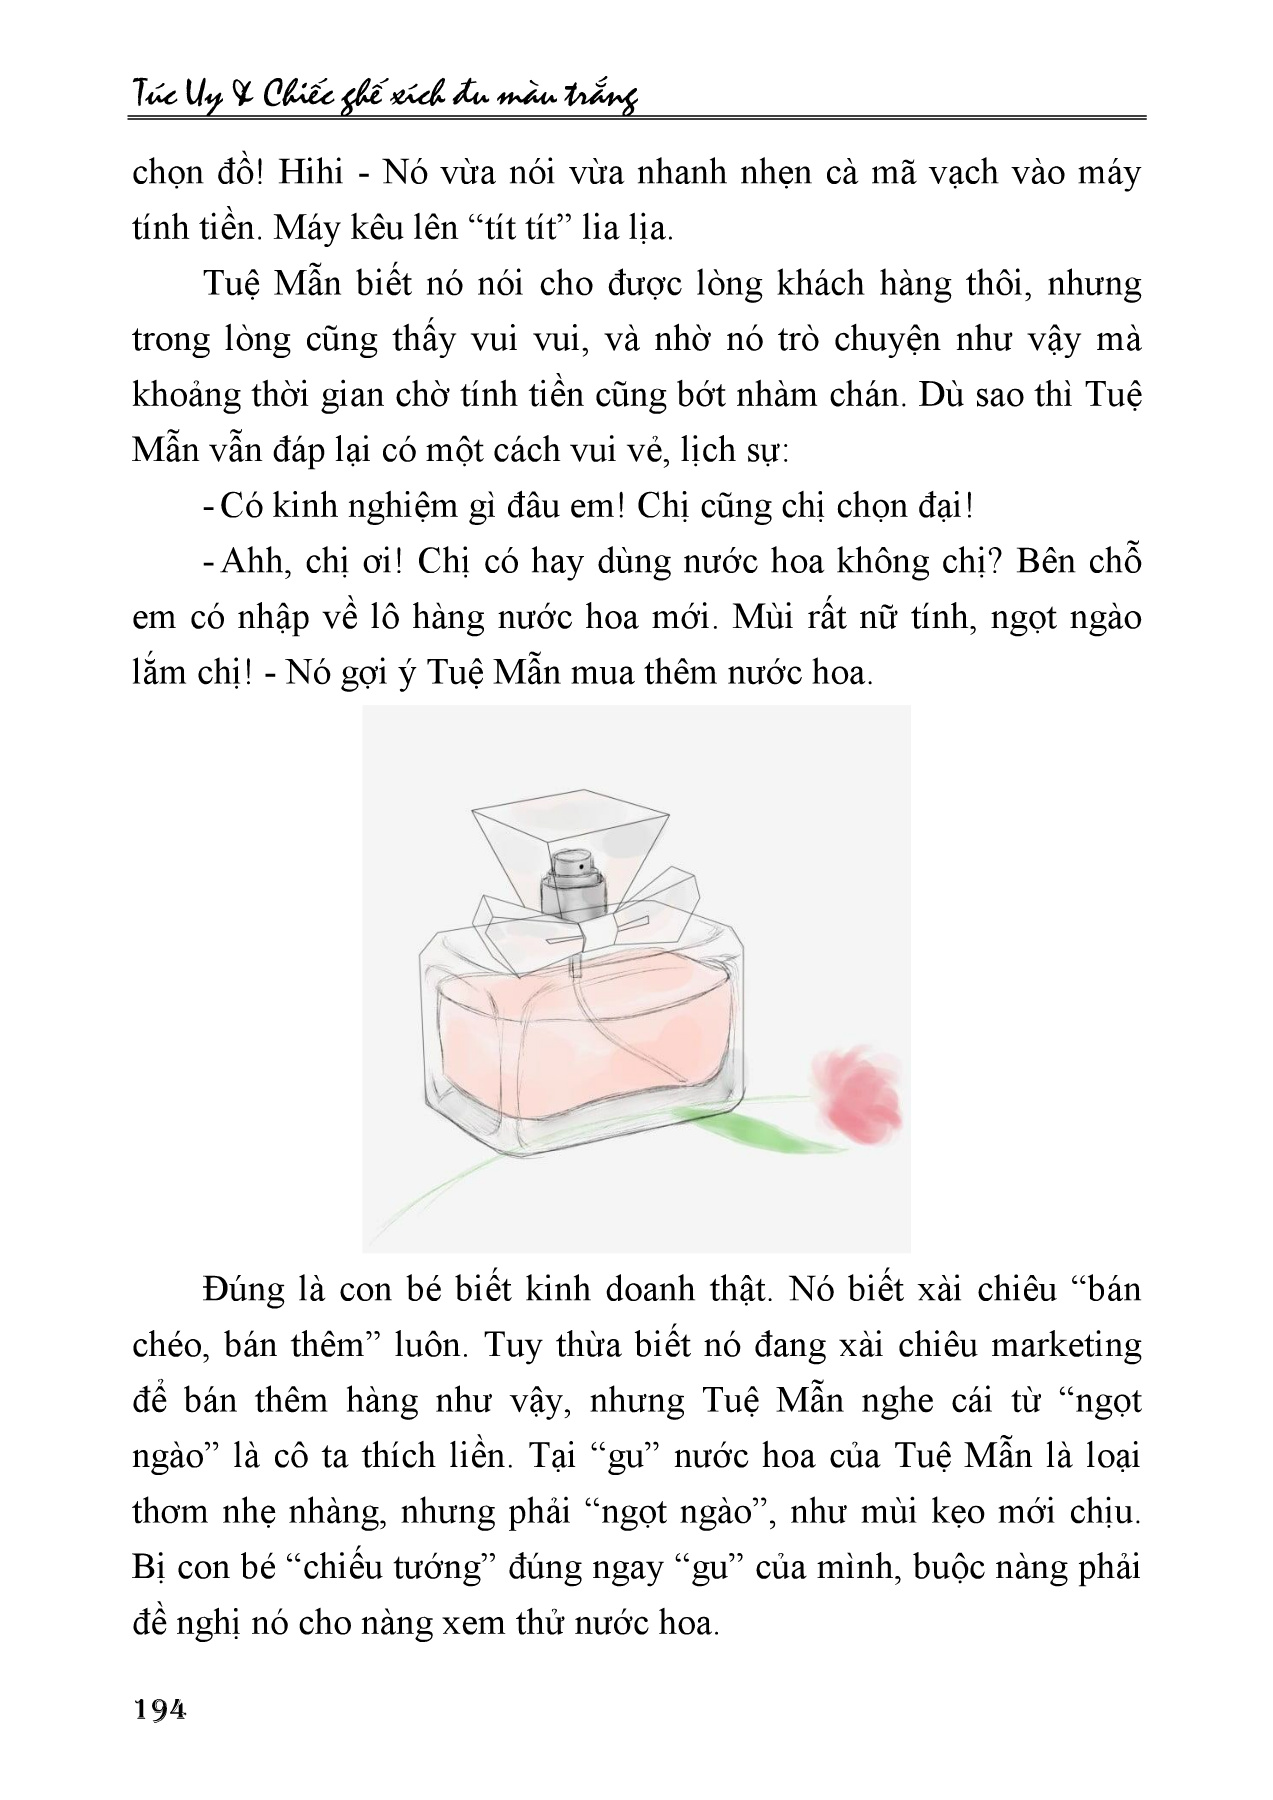 Túc Uy & Chiếc ghế xích đu màu trắng
chọn đồ! Hihi - Nó vừa nói vừa nhanh nhẹn cà mã vạch vào máy
tính tiền. Máy kêu lên “tít tít” lia lịa.
Tuệ Mẫn biết nó nói cho được lòng khách hàng thôi, nhưng
trong lòng cũng thấy vui vui, và nhờ nó trò chuyện như vậy mà
khoảng thời gian chờ tính tiền cũng bớt nhàm chán. Dù sao thì Tuệ
Mẫn vẫn đáp lại có một cách vui vẻ, lịch sự:
- Có kinh nghiệm gì đâu em! Chị cũng chị chọn đại!
- Ahh, chị ơi! Chị có hay dùng nước hoa không chị? Bên chỗ
em có nhập về lô hàng nước hoa mới. Mùi rất nữ tính, ngọt ngào
lắm chị! - Nó gợi ý Tuệ Mẫn mua thêm nước hoa.
Đúng là con bé biết kinh doanh thật. Nó biết xài chiêu “bán
chéo, bán thêm” luôn. Tuy thừa biết nó đang xài chiêu marketing
để bán thêm hàng như vậy, nhưng Tuệ Mẫn nghe cái từ “ngọt
ngào” là cô ta thích liền. Tại “gu” nước hoa của Tuệ Mẫn là loại
thơm nhẹ nhàng, nhưng phải “ngọt ngào”, như mùi kẹo mới chịu.
Bị con bé “chiếu tướng” đúng ngay “gu” của mình, buộc nàng phải
đề nghị nó cho nàng xem thử nước hoa.
194